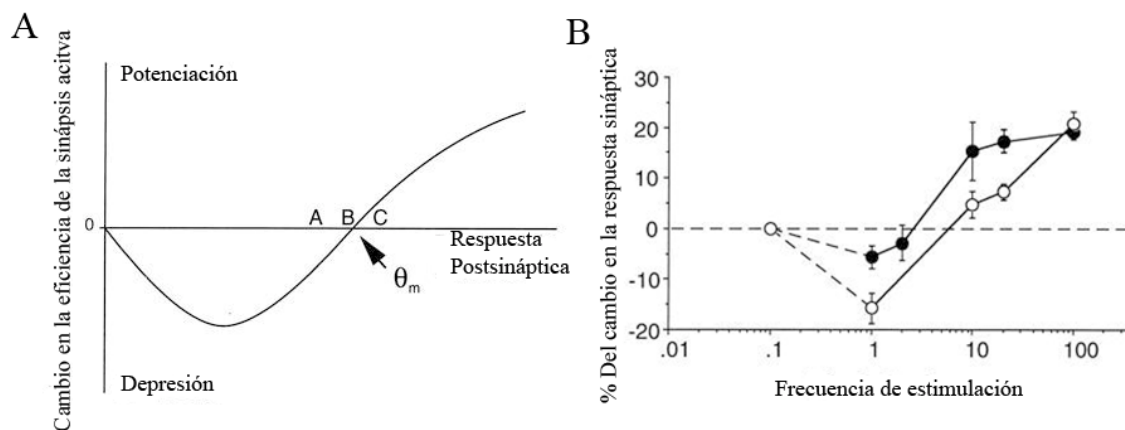 A
Cambio en la eficiencia de la sinápsis acitva
Potenciación
0
A B C
Respuesta
Postsináptica
θm
Depresión
B
% Del cambio en la respuesta sináptica
30
20
10
0
-10
-20
.01 .1 1 10 100
Frecuencia de estimulación